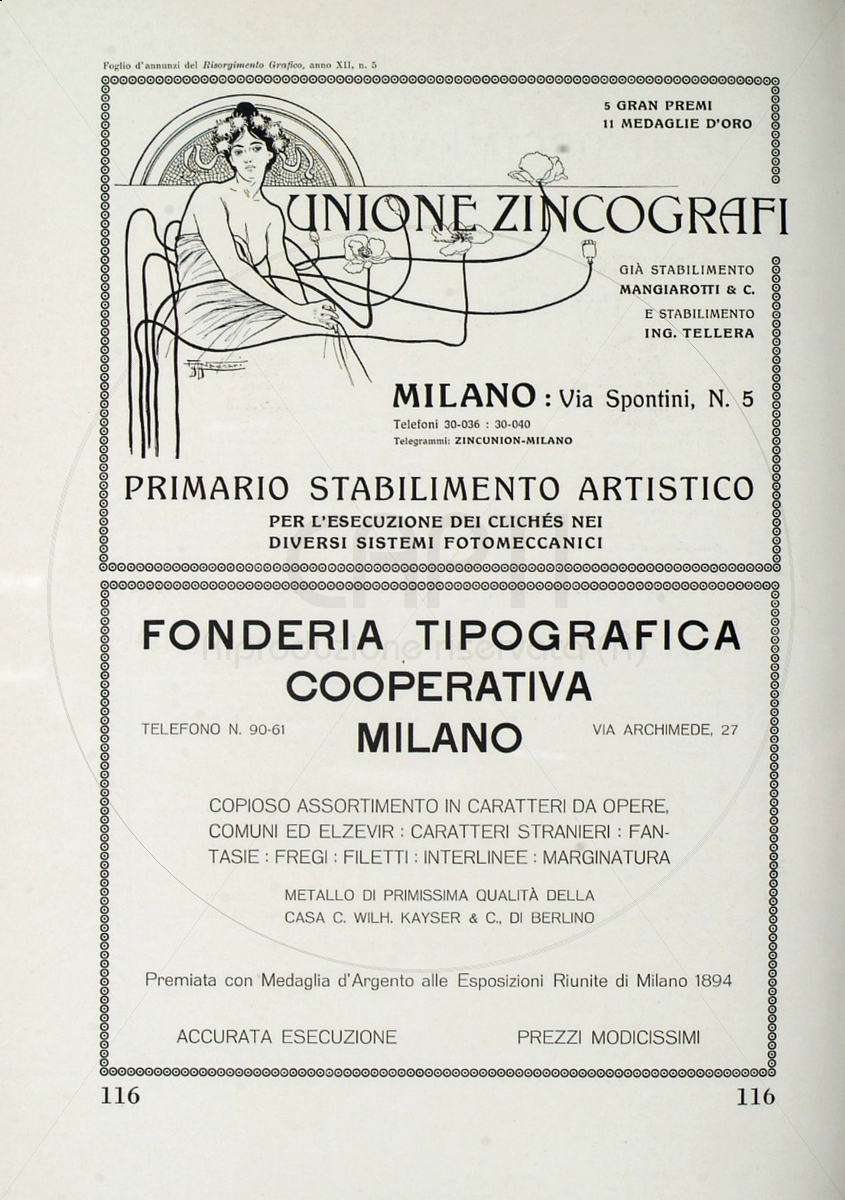 Foglio d'annunzi del Risorgimento Grafico, anno XII, n. 5
5 GRAN PREMI
11 MEDAGLIE D'ORO
UNIONE ZINCOGRAFI
GIÀ STABILIMENTO
MANGIAROTTI & C.
E STABILIMENTO
ING. TELLERA
MILANO : Via Spontini, N. 5
Telefoni 30-036 : 30-040
Telegrammi: ZINCUNION-MILANO
PRIMARIO STABILIMENTO ARTISTICO
PER L'ESECUZIONE DEI CLICHÉS NEI
DIVERSI SISTEMI FOTOMECCANICI
CAPTI
riproduzione riservata (n)
FONDERIA TIPOGRAFICA
COOPERATIVA
TELEFONO N. 90-61 MILANO VIA ARCHIMEDE, 27
COPIOSO ASSORTIMENTO IN CARATTERI DA OPERE,
COMUNI ED ELZEVIR : CARATTERI STRANIERI : FAN-
TASIE : FREGI : FILETTI : INTERLINEE : MARGINATURA
METALLO DI PRIMISSIMA QUALITÀ DELLA
CASA C. WILH. KAYSER & C., DI BERLINO
Premiata con Medaglia d'Argento alle Esposizioni Riunite di Milano 1894
ACCURATA ESECUZIONE PREZZI MODICISSIMI
116 116